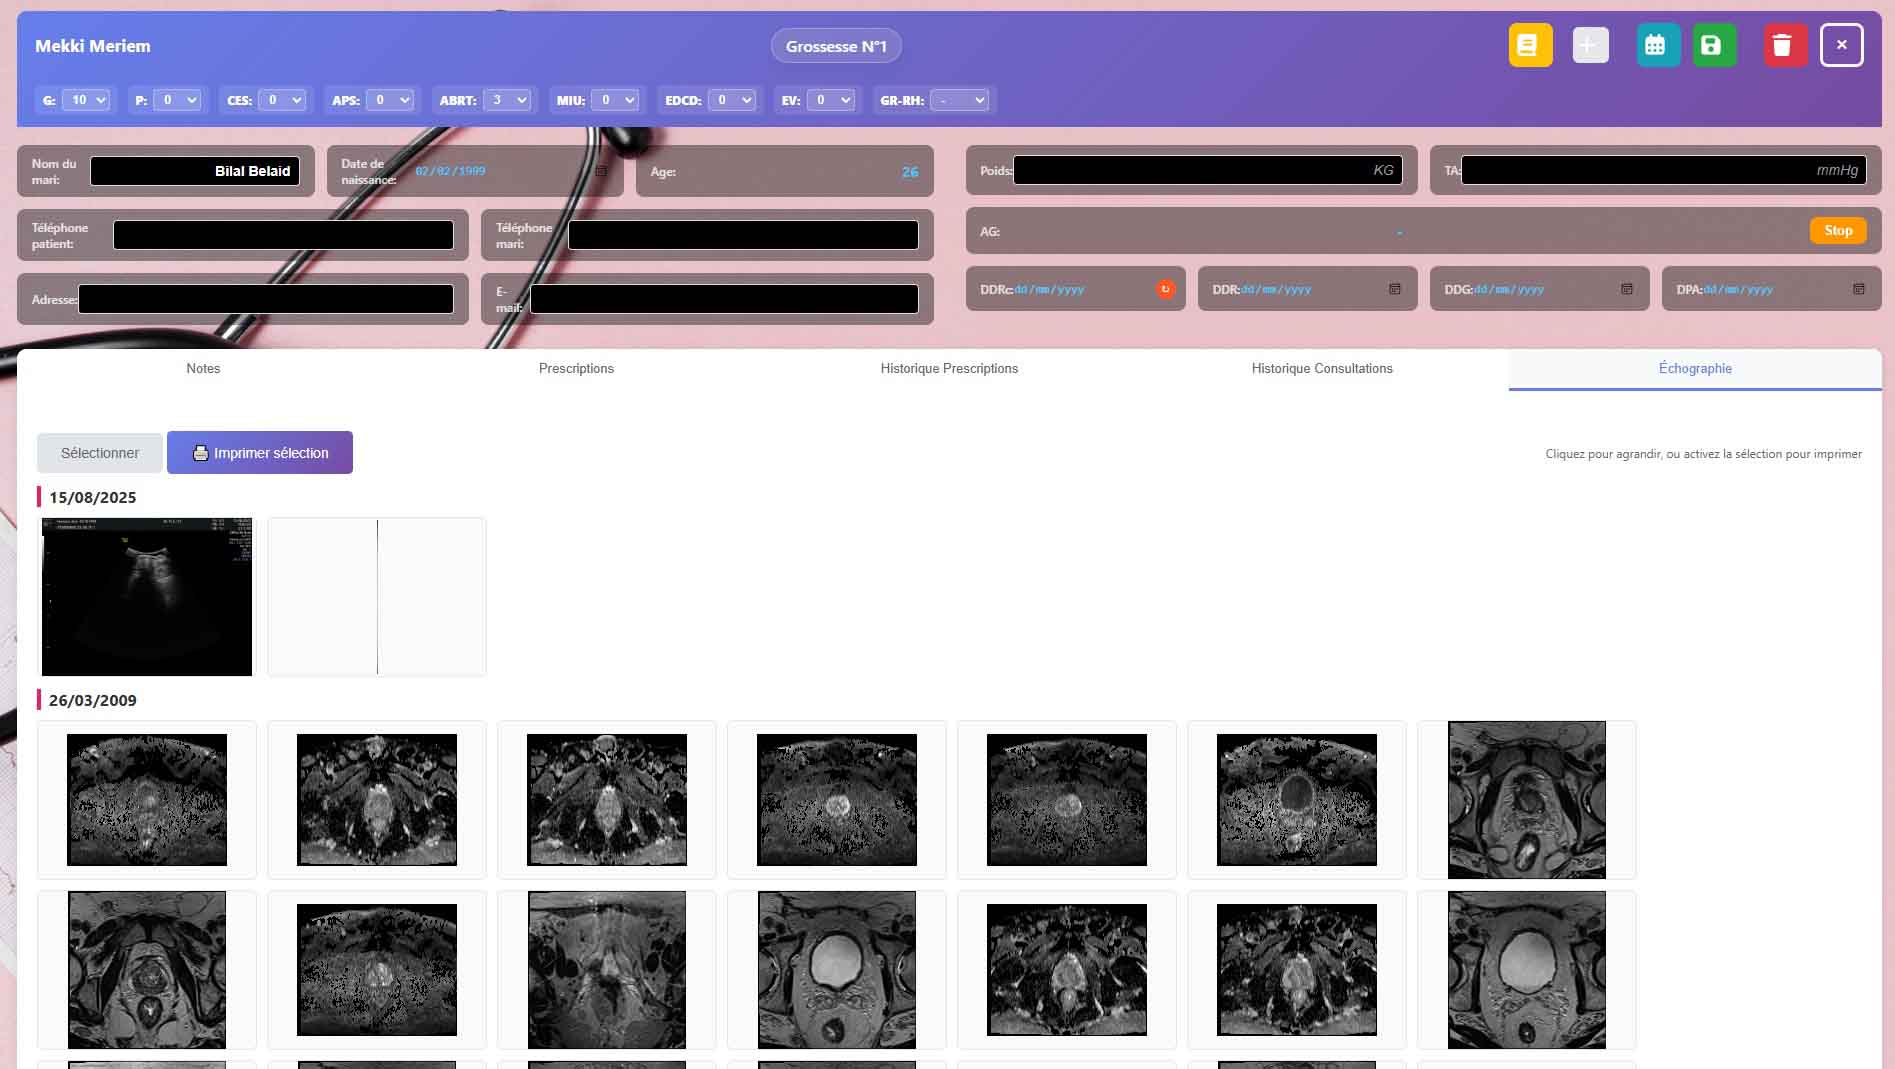 Mekki Meriem
Grossesse N°1
×
G: 10 P: 0 CES: 0 APS: 0 ABRT: 3 MIU: 0 EDCD: 0 EV: 0 GR-RH: -
Nom du mari: Bilal Belaid
Date de naissance: 02/02/1999
Age: 26
Poids: KG
TA: mmHg
Téléphone patient:
Téléphone mari:
AG: - Stop
Adresse:
E-mail:
DDRc: dd/mm/yyyy
DDR: dd/mm/yyyy
DDG: dd/mm/yyyy
DPA: dd/mm/yyyy
Notes
Prescriptions
Historique Prescriptions
Historique Consultations
Échographie
Sélectionner
Imprimer sélection
Cliquez pour agrandir, ou activez la sélection pour imprimer
15/08/2025
26/03/2009